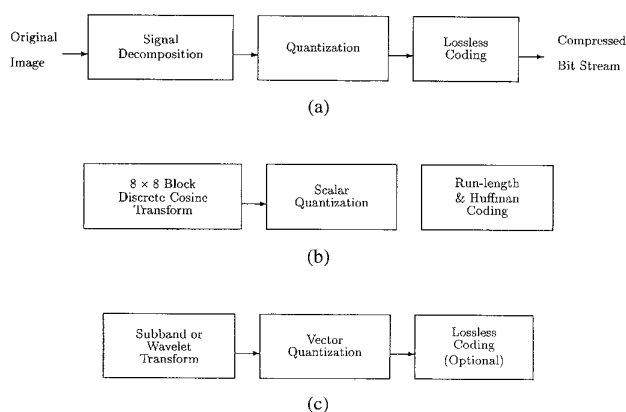 Original
Image
Signal
Decomposition
Quantization
Lossless
Coding
Compressed
Bit Stream
(a)
8 × 8 Block
Discrete Cosine
Transform
Scalar
Quantization
Run-length
& Huffman
Coding
(b)
Subband or
Wavelet
Transform
Vector
Quantization
Lossless
Coding
(Optional)
(c)